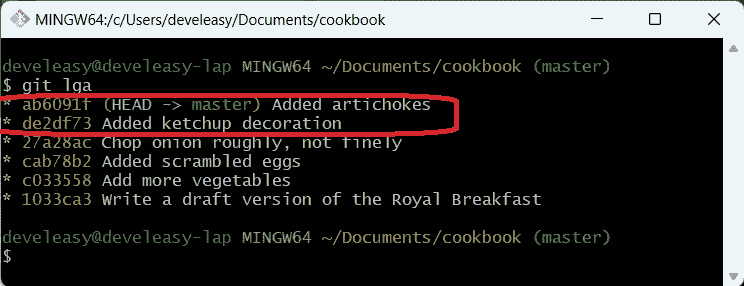 MINGW64:/c/Users/develeasy/Documents/cookbook
develeasy@develeasy-lap MINGW64 ~/Documents/cookbook (master)
$ git lga
* ab6091f (HEAD -> master) Added artichokes
* de2df73 Added ketchup decoration
* 27a28ac Chop onion roughly, not finely
* cab78b2 Added scrambled eggs
* c033558 Add more vegetables
* 1033ca3 Write a draft version of the Royal Breakfast
develeasy@develeasy-lap MINGW64 ~/Documents/cookbook (master)
$